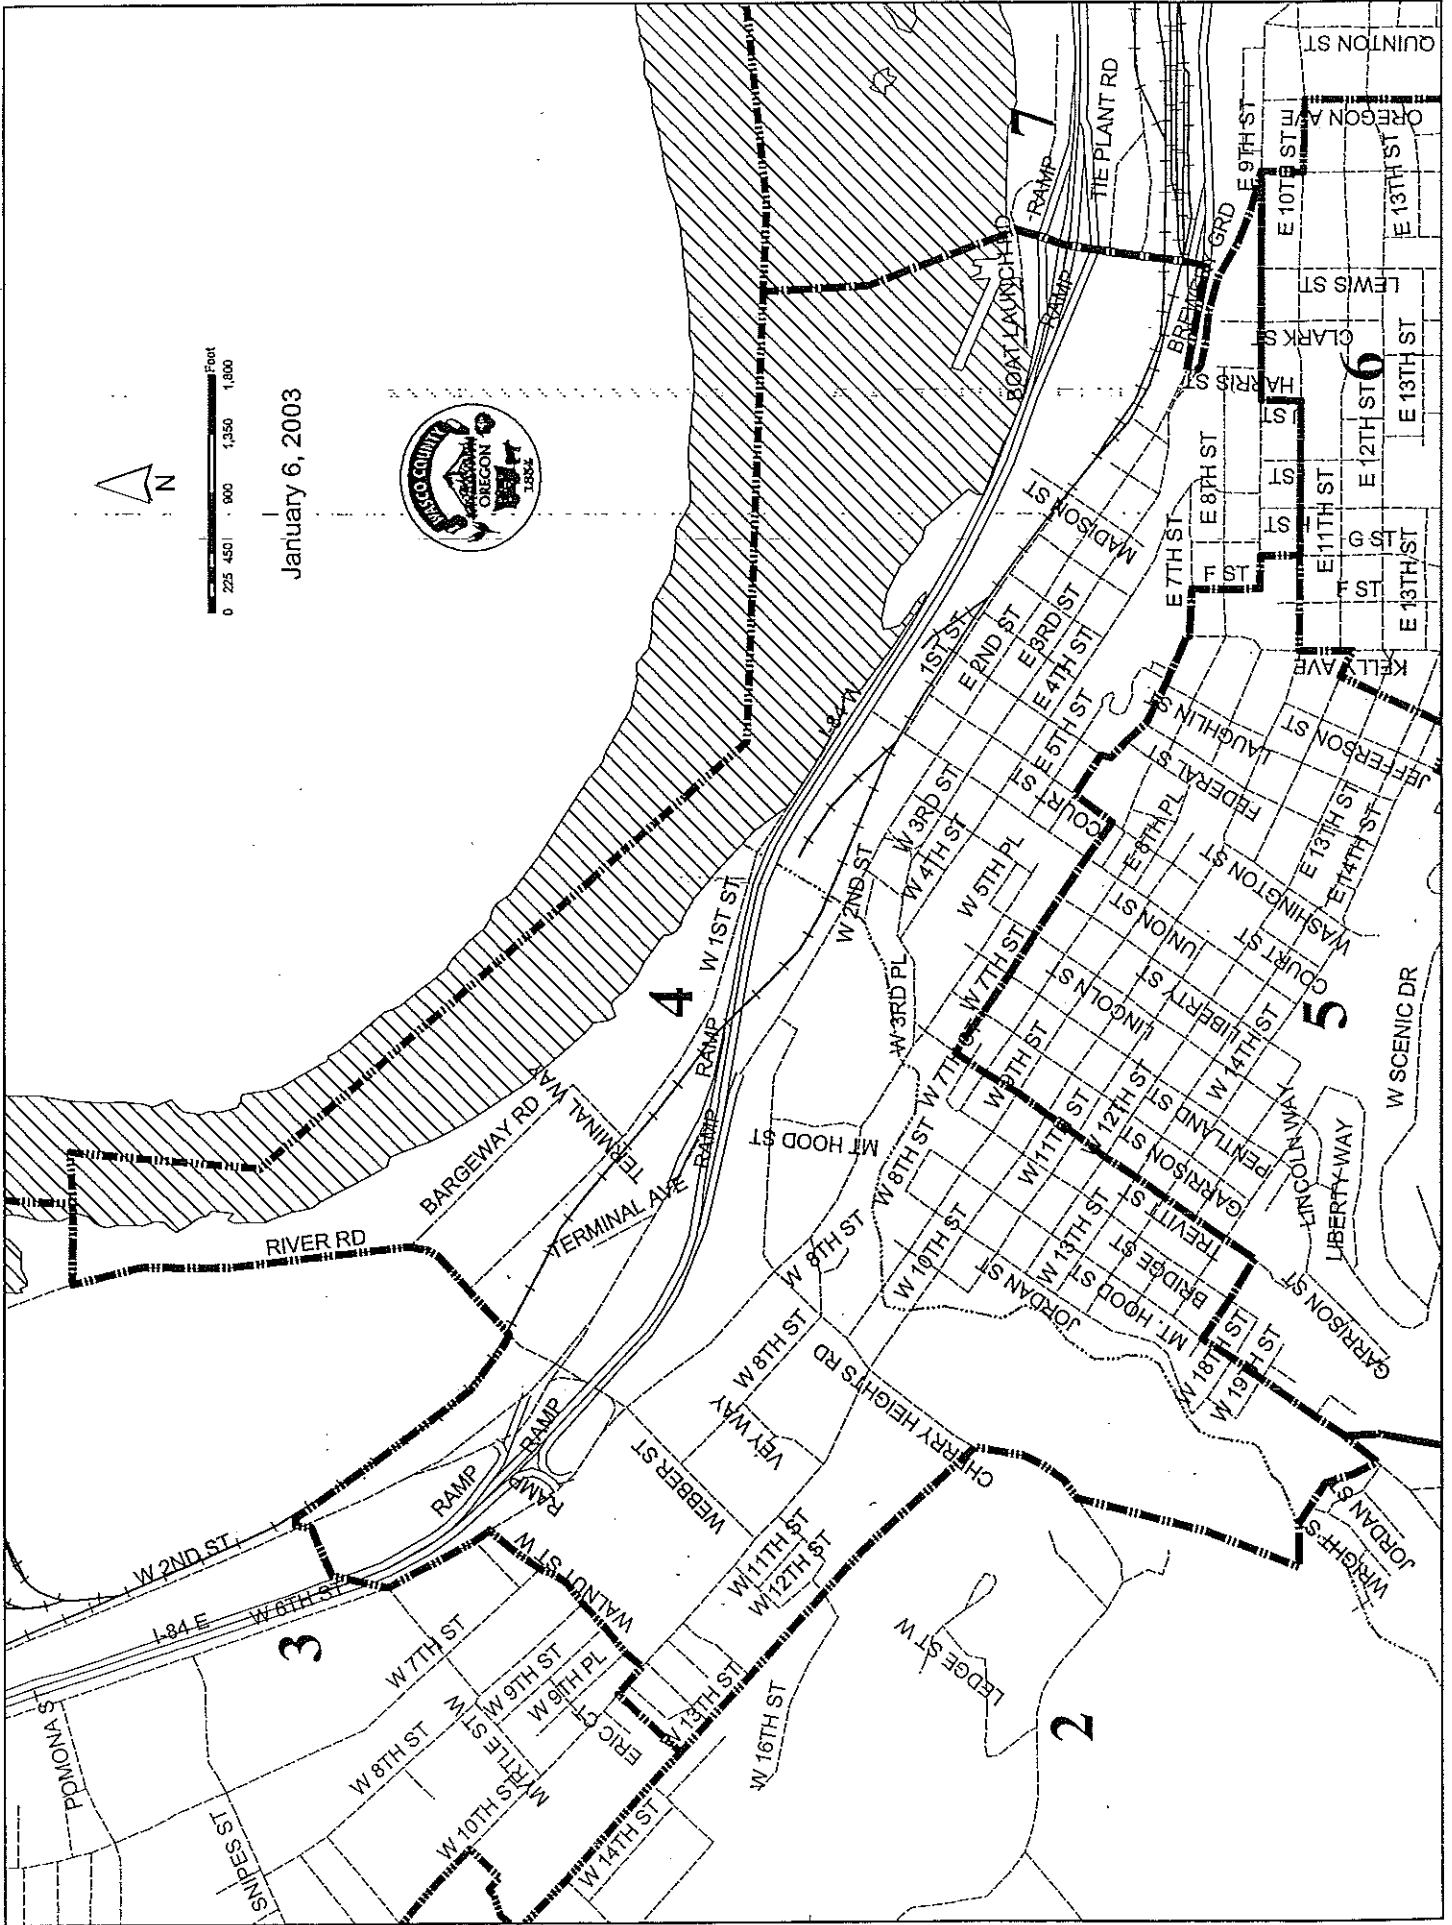 N
0 225 450 900 1,350 1,800
Foot
January 6, 2003
WASCO COUNTY
OREGON
1854
POMONA S
SNIPES ST
I-84 E
W 2ND ST
W 6TH ST
3
W 7TH ST
W 8TH ST
MYRTLE ST W
W 9TH ST
W 9TH PL
ERIC CT
W 10TH S
W 13TH ST
W 14TH ST
W 16TH ST
WALNUT ST W
RAMP
RAMP
RAMP
WEBBER ST
VEY WAY
W 8TH ST
W 11TH ST
W 12TH ST
CHERRY HEIGHTS RD
LEDGE ST W
2
WRIGHT S
JORDAN S
RIVER RD
BARGEWAY RD
TERMINAL WAY
TERMINAL AVE
RAMP
RAMP
4
W 1ST ST
MT HOOD ST
W 8TH ST
W 8TH ST
W 10TH ST
JORDAN ST
W 13TH ST
MT. HOOD ST
BRIDGE ST
TREVITT ST
GARRISON ST
PENTLAND ST
W 18TH ST
W 19TH ST
GARRISON ST
LINCOLN WAY
LIBERTY WAY
W SCENIC DR
5
W 2ND ST
W 3RD PL
W 3RD ST
W 4TH ST
W 5TH PL
W 7TH ST
W 7TH ST
W 9TH ST
W 11TH ST
W 12TH S
W 14TH ST
LINCOLN S
LIBERTY ST
UNION ST
COURT ST
COURT ST
WASHINGTON ST
FEDERAL ST
LAUGHLIN ST
JEFFERSON ST
E 8TH PL
E 13TH ST
E 14TH ST
KELLY AVE
I-84 W
1ST ST
E 2ND ST
E 3RD ST
E 4TH ST
E 5TH ST
MADISON ST
E 7TH ST
E 8TH ST
F ST
F ST
G ST
H ST
ST
I ST
E 11TH ST
E 12TH ST
E 13TH ST
E 13TH ST
E 13TH ST
6
HARRIS ST
CLARK ST
LEWIS ST
BREWERY GRD
E 9TH ST
E 10TH ST
OREGON AVE
QUINTON ST
BOAT LAUNCH RD
RAMP
RAMP
TIE PLANT RD
7